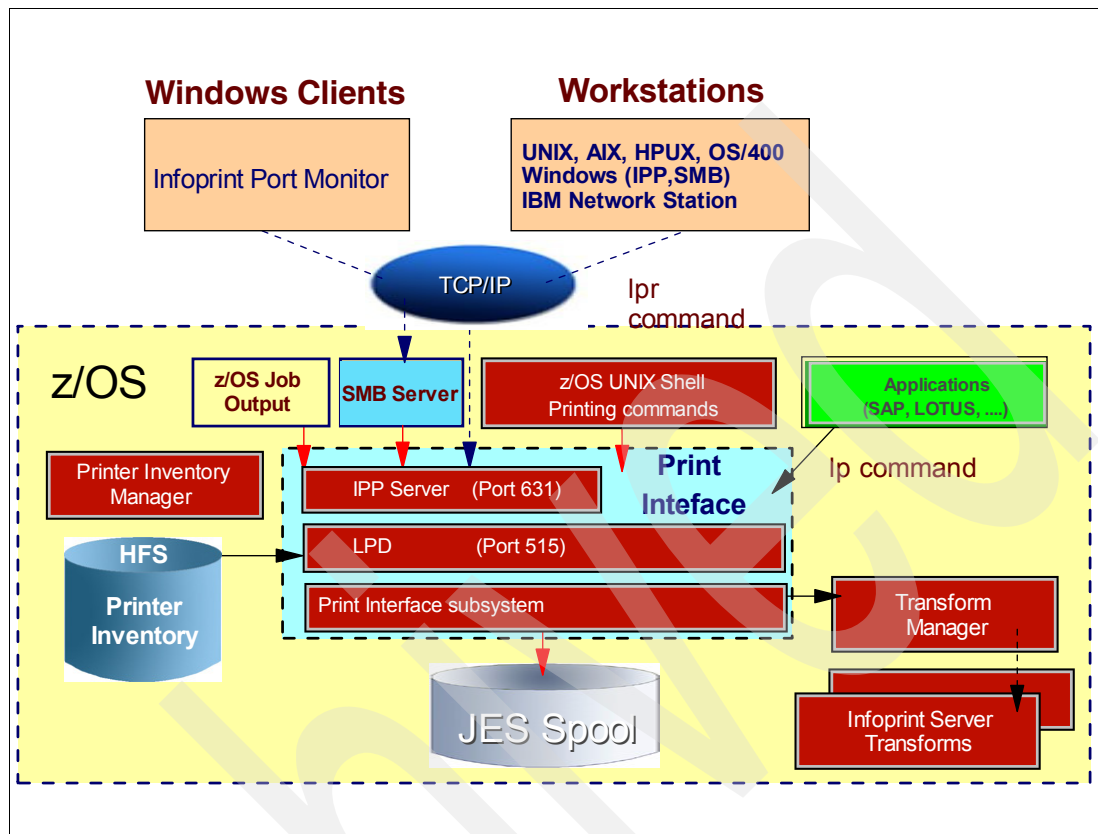 Windows Clients
Workstations
Infoprint Port Monitor
UNIX, AIX, HPUX, OS/400
Windows (IPP,SMB)
IBM Network Station
TCP/IP
lpr
command
z/OS
z/OS Job
Output
SMB Server
z/OS UNIX Shell
Printing commands
Applications
(SAP, LOTUS, ....)
Printer Inventory
Manager
IPP Server (Port 631)
Print
Inteface
lp command
HFS
Printer
Inventory
LPD (Port 515)
Print Interface subsystem
Transform
Manager
JES Spool
Infoprint Server
Transforms